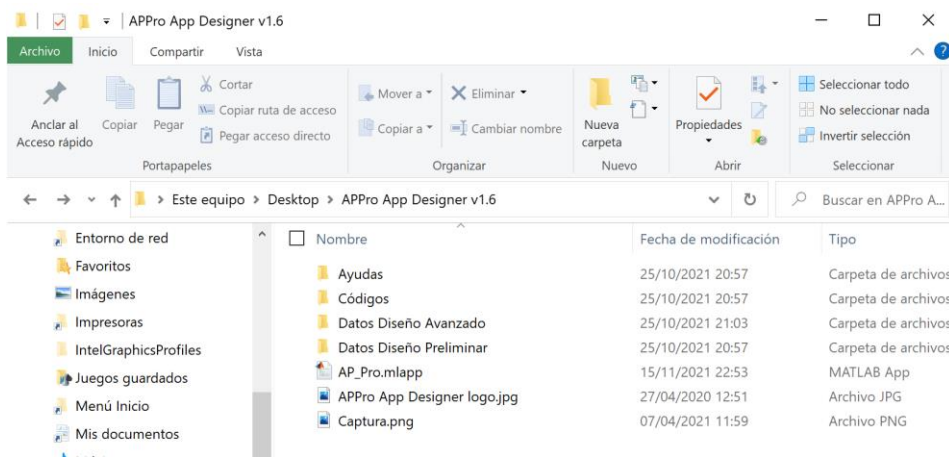 APPro App Designer v1.6
Archivo Inicio Compartir Vista
Anclar al Acceso rápido
Copiar
Pegar
Cortar
Copiar ruta de acceso
Pegar acceso directo
Portapapeles
Mover a
Copiar a
Eliminar
Cambiar nombre
Organizar
Nueva carpeta
Nuevo
Propiedades
Abrir
Seleccionar todo
No seleccionar nada
Invertir selección
Seleccionar
Este equipo > Desktop > APPro App Designer v1.6
Buscar en APPro A...
Entorno de red
Favoritos
Imágenes
Impresoras
IntelGraphicsProfiles
Juegos guardados
Menú Inicio
Mis documentos
Nombre Fecha de modificación Tipo
Ayudas 25/10/2021 20:57 Carpeta de archivos
Códigos 25/10/2021 20:57 Carpeta de archivos
Datos Diseño Avanzado 25/10/2021 21:03 Carpeta de archivos
Datos Diseño Preliminar 25/10/2021 20:57 Carpeta de archivos
AP_Pro.mlapp 15/11/2021 22:53 MATLAB App
APPro App Designer logo.jpg 27/04/2020 12:51 Archivo JPG
Captura.png 07/04/2021 11:59 Archivo PNG